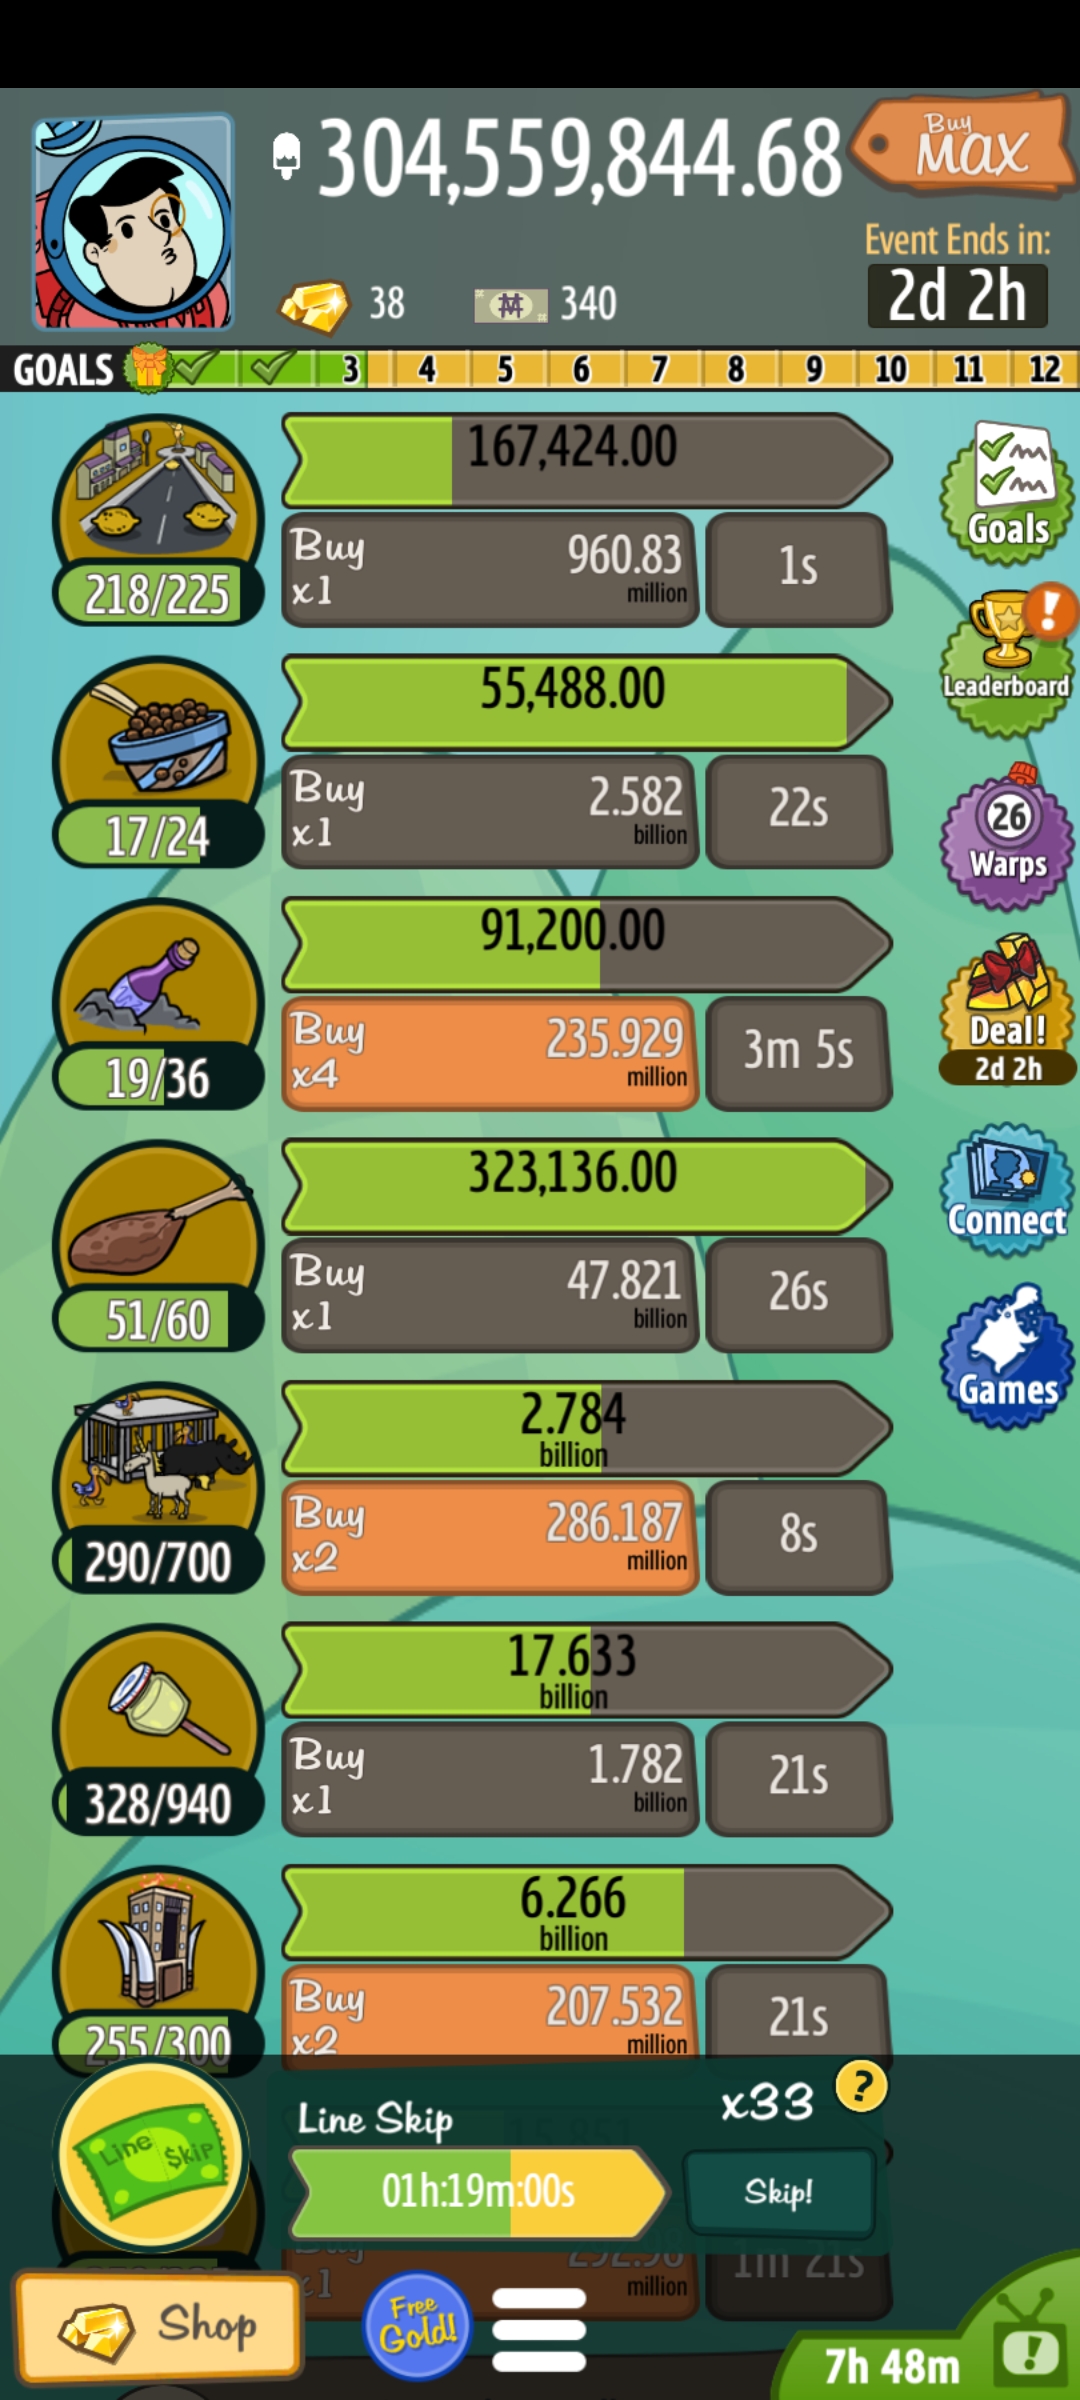 304,559,844.68
Buy
MAX
Event Ends in:
2d 2h
38
340
GOALS 3 4 5 6 7 8 9 10 11 12
167,424.00
Buy
x1
960.83
million
1s
218/225
Goals
55,488.00
Buy
x1
2.582
billion
22s
17/24
Leaderboard
91,200.00
Buy
x4
235.929
million
3m 5s
19/36
26
Warps
Deal!
2d 2h
323,136.00
Buy
x1
47.821
billion
26s
51/60
Connect
2.784
billion
Buy
x2
286.187
million
8s
290/700
Games
17.633
billion
Buy
x1
1.782
billion
21s
328/940
6.266
billion
Buy
x2
207.532
million
21s
255/300
Line Skip
Line Skip
x33
?
01h:19m:00s
Skip!
Buy
x1
292.98
million
1m 21s
Shop
Free
Gold!
7h 48m